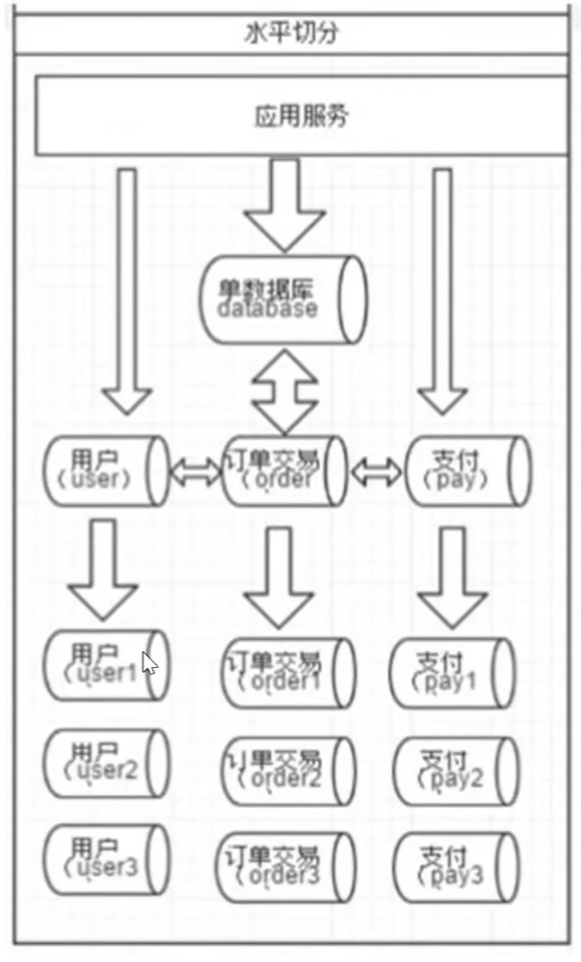 水平切分
应用服务
单数据库
database
用户
（user）
订单交易
（order
支付
（pay）
用户
（user1
订单交易
（order1
支付
（pay1
用户
（user2
订单交易
（order2
支付
（pay2
用户
（user3
订单交易
（order3
支付
（pay3